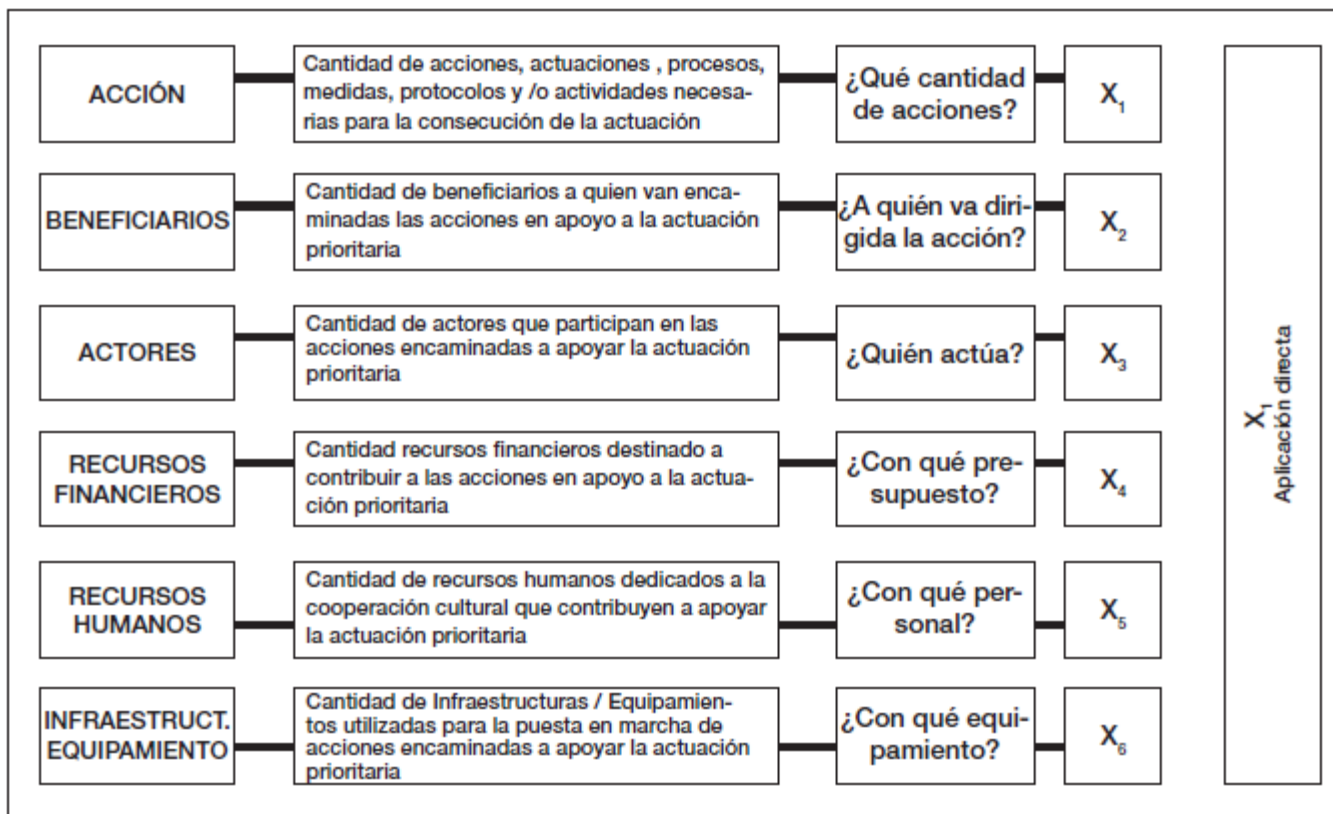 ACCIÓN
Cantidad de acciones, actuaciones , procesos,
medidas, protocolos y /o actividades necesa-
rias para la consecución de la actuación
¿Qué cantidad
de acciones?
X1
BENEFICIARIOS
Cantidad de beneficiarios a quien van enca-
minadas las acciones en apoyo a la actuación
prioritaria
¿A quién va diri-
gida la acción?
X2
ACTORES
Cantidad de actores que participan en las
acciones encaminadas a apoyar la actuación
prioritaria
¿Quién actúa?
X3
RECURSOS
FINANCIEROS
Cantidad recursos financieros destinado a
contribuir a las acciones en apoyo a la actua-
ción prioritaria
¿Con qué pre-
supuesto?
X4
RECURSOS
HUMANOS
Cantidad de recursos humanos dedicados a la
cooperación cultural que contribuyen a apoyar
la actuación prioritaria
¿Con qué per-
sonal?
X5
INFRAESTRUCT.
EQUIPAMIENTO
Cantidad de Infraestructuras / Equipamien-
tos utilizadas para la puesta en marcha de
acciones encaminadas a apoyar la actuación
prioritaria
¿Con qué equi-
pamiento?
X6
X1
Aplicación directa